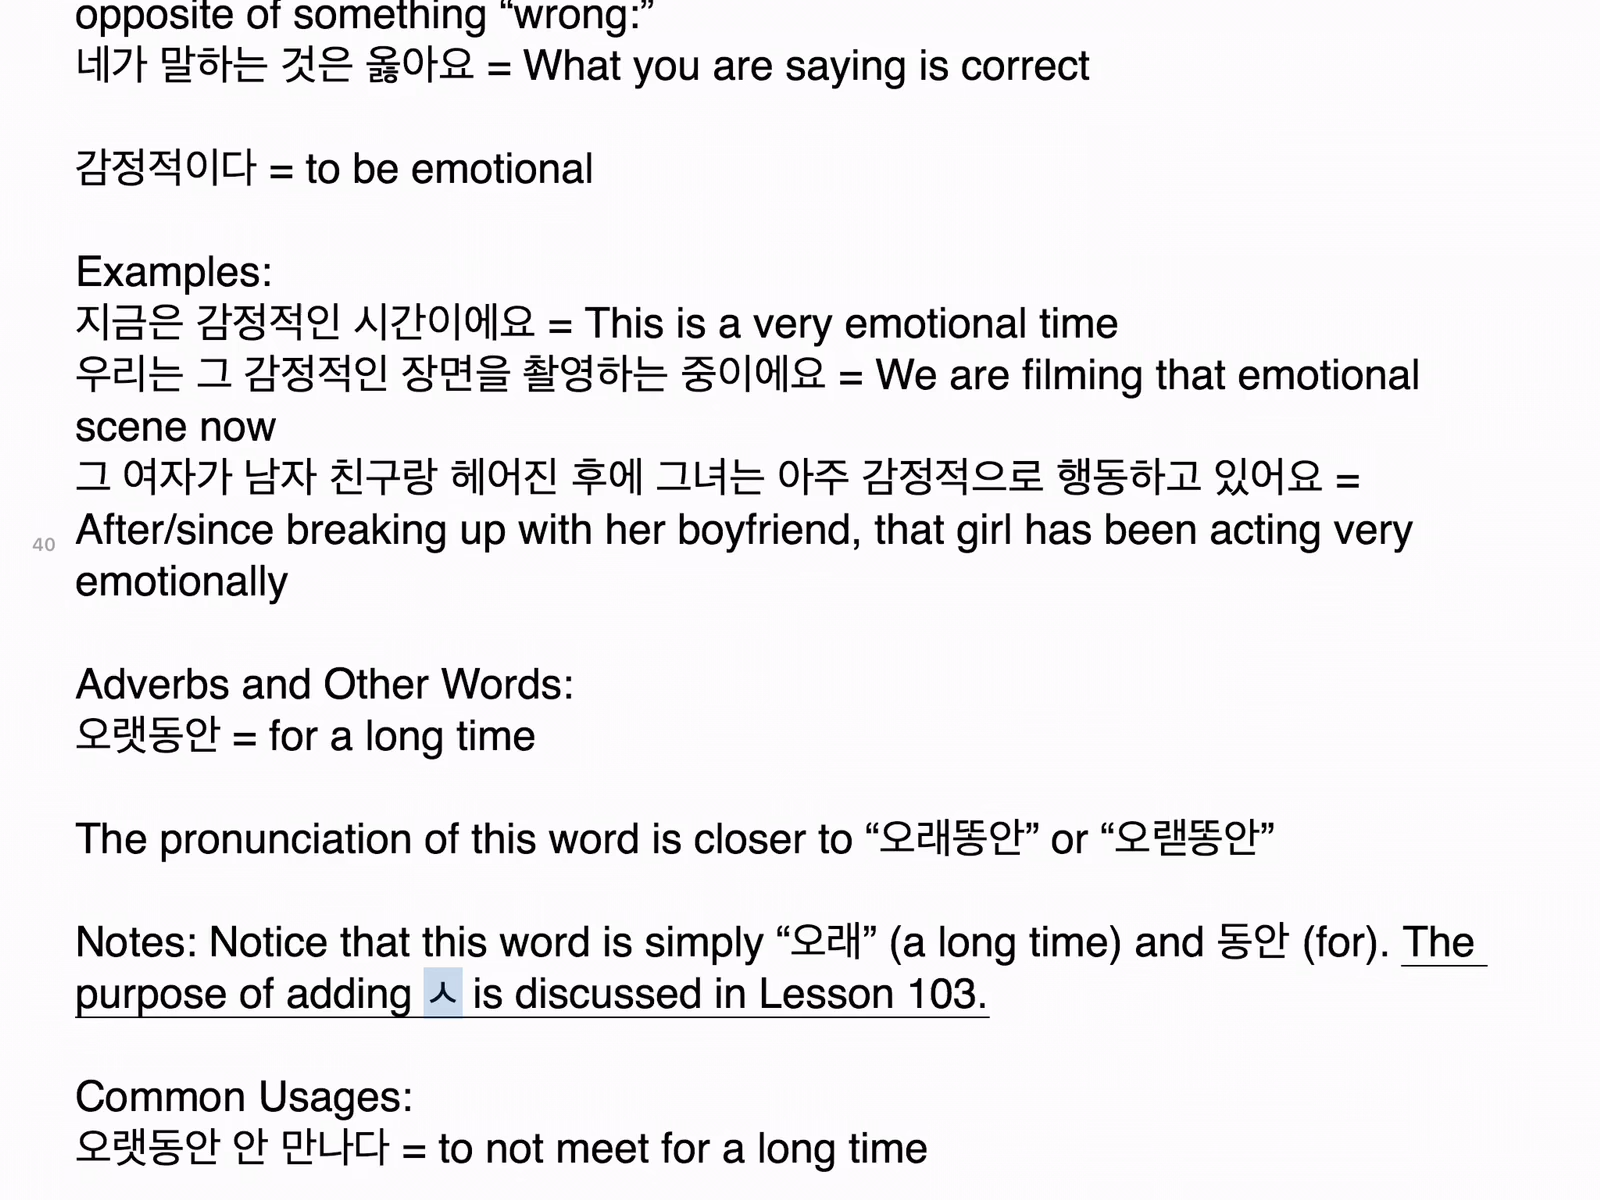 opposite of something “wrong:”
네가 말하는 것은 옳아요 = What you are saying is correct
감정적이다 = to be emotional
Examples:
지금은 감정적인 시간이에요 = This is a very emotional time
우리는 그 감정적인 장면을 촬영하는 중이에요 = We are filming that emotional
scene now
그 여자가 남자 친구랑 헤어진 후에 그녀는 아주 감정적으로 행동하고 있어요 =
40 After/since breaking up with her boyfriend, that girl has been acting very
emotionally
Adverbs and Other Words:
오랫동안 = for a long time
The pronunciation of this word is closer to “오래똥안” or “오랟똥안”
Notes: Notice that this word is simply “오래” (a long time) and 동안 (for). The
purpose of adding ㅅ is discussed in Lesson 103.
Common Usages:
오랫동안 안 만나다 = to not meet for a long time